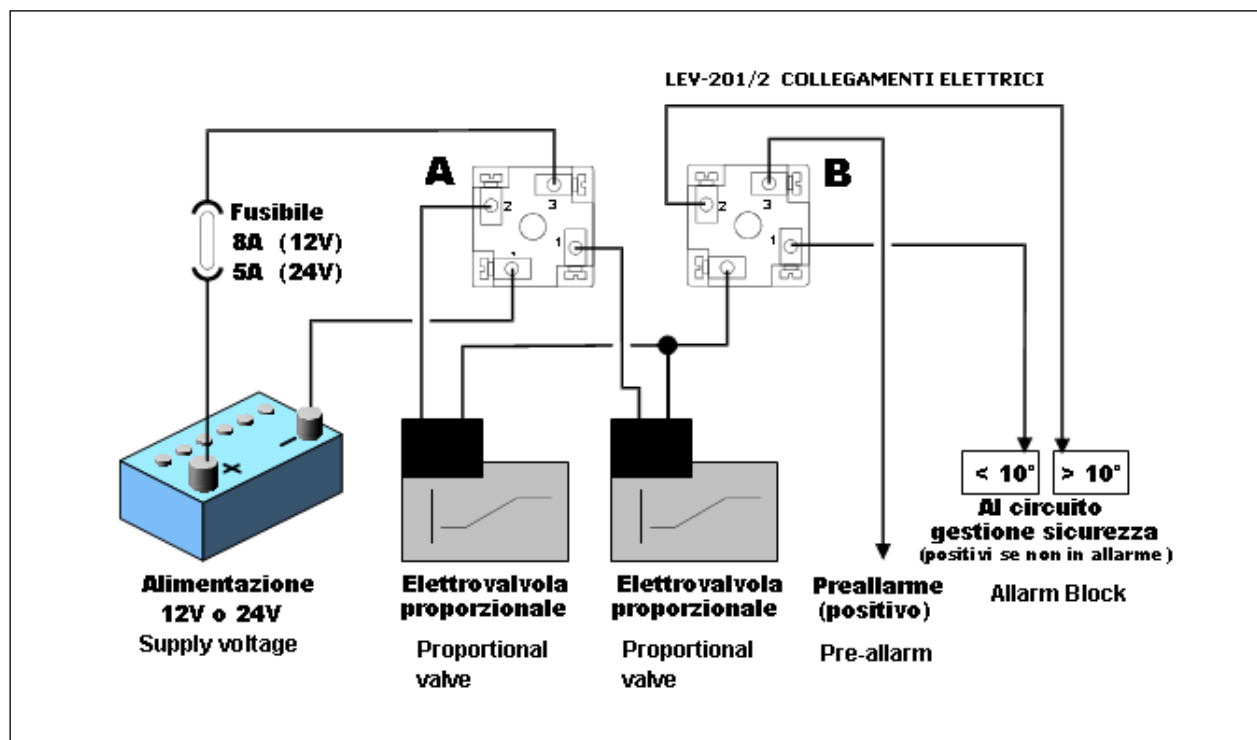 LEV-201/2 COLLEGAMENTI ELETTRICI
A
B
3
2
1
3
2
1
Fusibile
8A (12V)
5A (24V)
+
-
< 10°
> 10°
Al circuito
gestione sicurezza
(positivi se non in allarme)
Allarm Block
Alimentazione
12V o 24V
Supply voltage
Elettrovalvola
proporzionale
Proportional
valve
Elettrovalvola
proporzionale
Proportional
valve
Preallarme
(positivo)
Pre-allarm